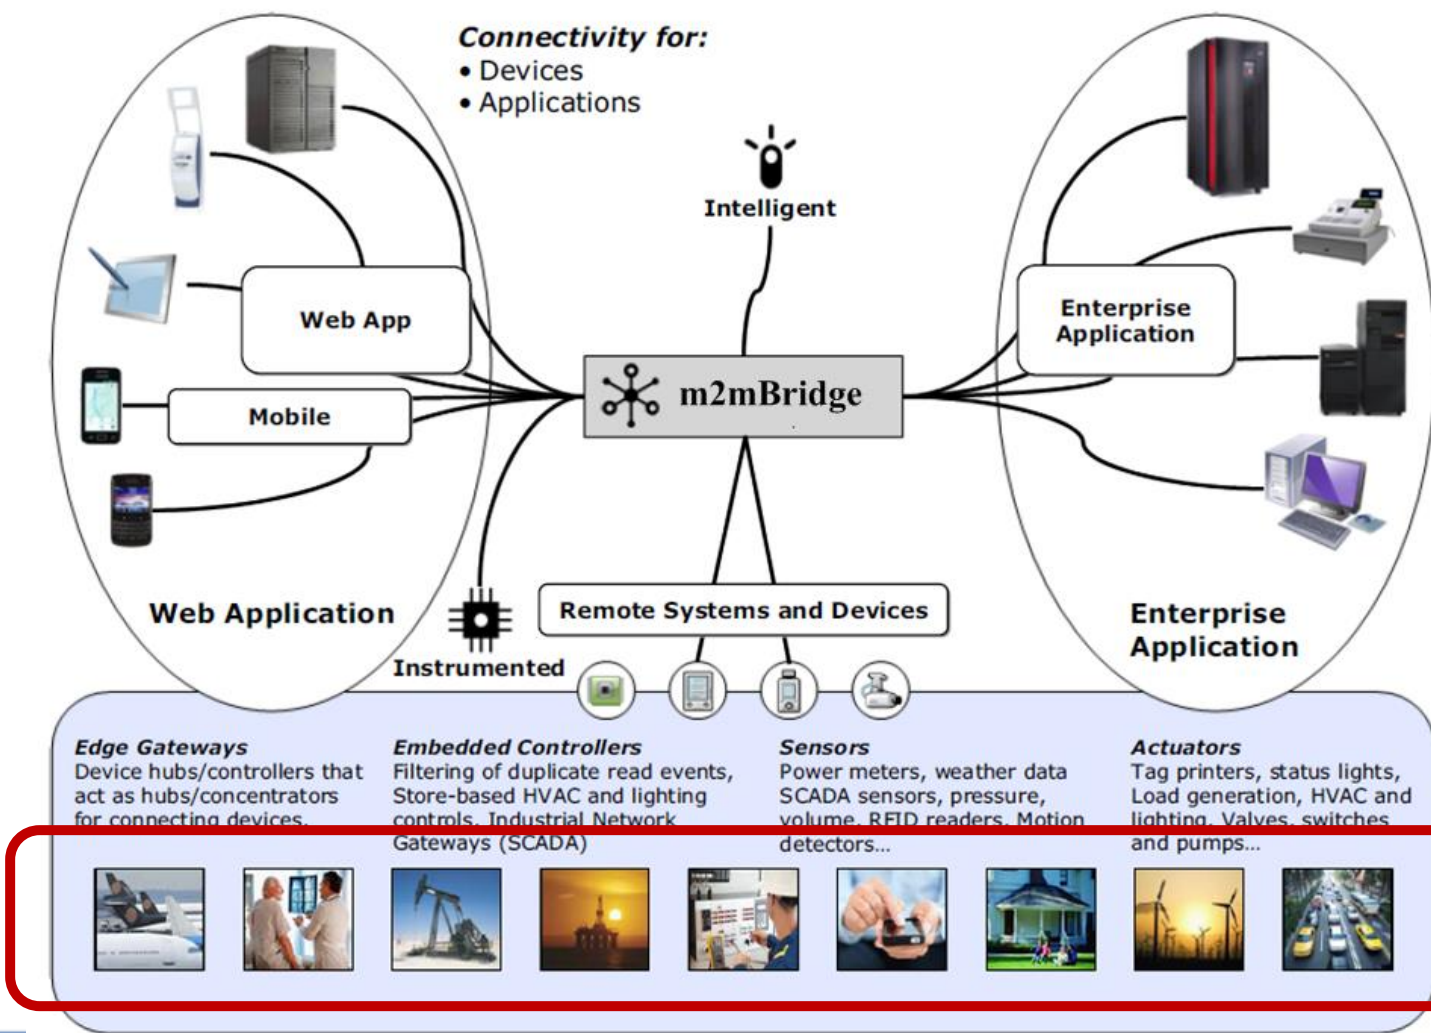 Connectivity for:
• Devices
• Applications
Intelligent
Web App
Enterprise
Application
m2mBridge
Mobile
Remote Systems and Devices
Web Application
Enterprise
Application
Instrumented
Edge Gateways
Device hubs/controllers that
act as hubs/concentrators
for connecting devices.
Embedded Controllers
Filtering of duplicate read events,
Store-based HVAC and lighting
controls, Industrial Network
Gateways (SCADA)
Sensors
Power meters, weather data
SCADA sensors, pressure,
volume, RFID readers, Motion
detectors...
Actuators
Tag printers, status lights,
Load generation, HVAC and
lighting, Valves, switches
and pumps...